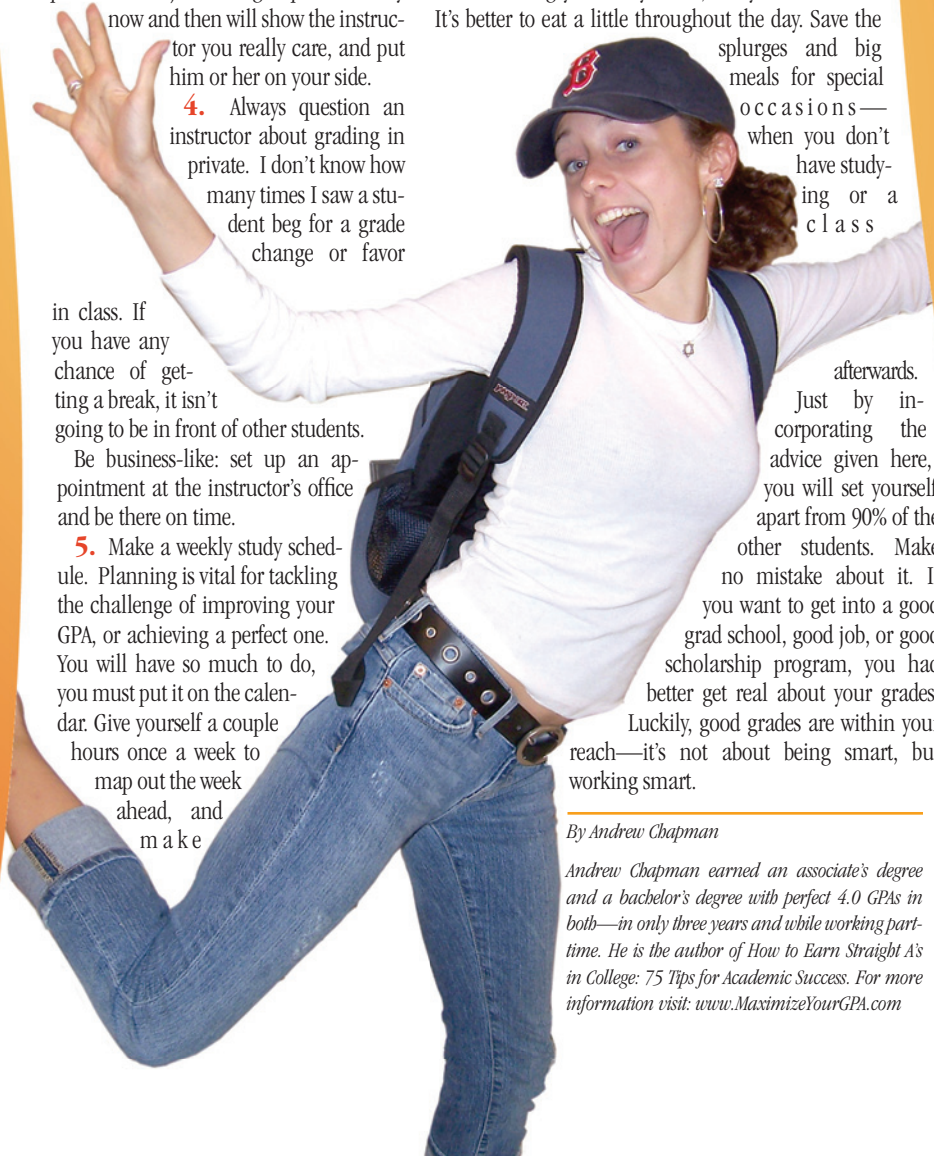 now and then will show the instruc-
tor you really care, and put
him or her on your side.
4. Always question an
instructor about grading in
private. I don't know how
many times I saw a stu-
dent beg for a grade
change or favor
in class. If
you have any
chance of get-
ting a break, it isn't
going to be in front of other students.
Be business-like: set up an ap-
pointment at the instructor's office
and be there on time.
5. Make a weekly study sched-
ule. Planning is vital for tackling
the challenge of improving your
GPA, or achieving a perfect one.
You will have so much to do,
you must put it on the calen-
dar. Give yourself a couple
hours once a week to
map out the week
ahead, and
make
It's better to eat a little throughout the day. Save the
splurges and big
meals for special
occasions—
when you don't
have study-
ing or a
class
afterwards.
Just by in-
corporating the
advice given here,
you will set yourself
apart from 90% of the
other students. Make
no mistake about it. I
you want to get into a good
grad school, good job, or good
scholarship program, you had
better get real about your grades
Luckily, good grades are within your
reach—it's not about being smart, bu
working smart.
By Andrew Chapman
Andrew Chapman earned an associate's degree
and a bachelor's degree with perfect 4.0 GPAs in
both—in only three years and while working part-
time. He is the author of How to Earn Straight A's
in College: 75 Tips for Academic Success. For more
information visit: www.MaximizeYourGPA.com
B
JANSPORT